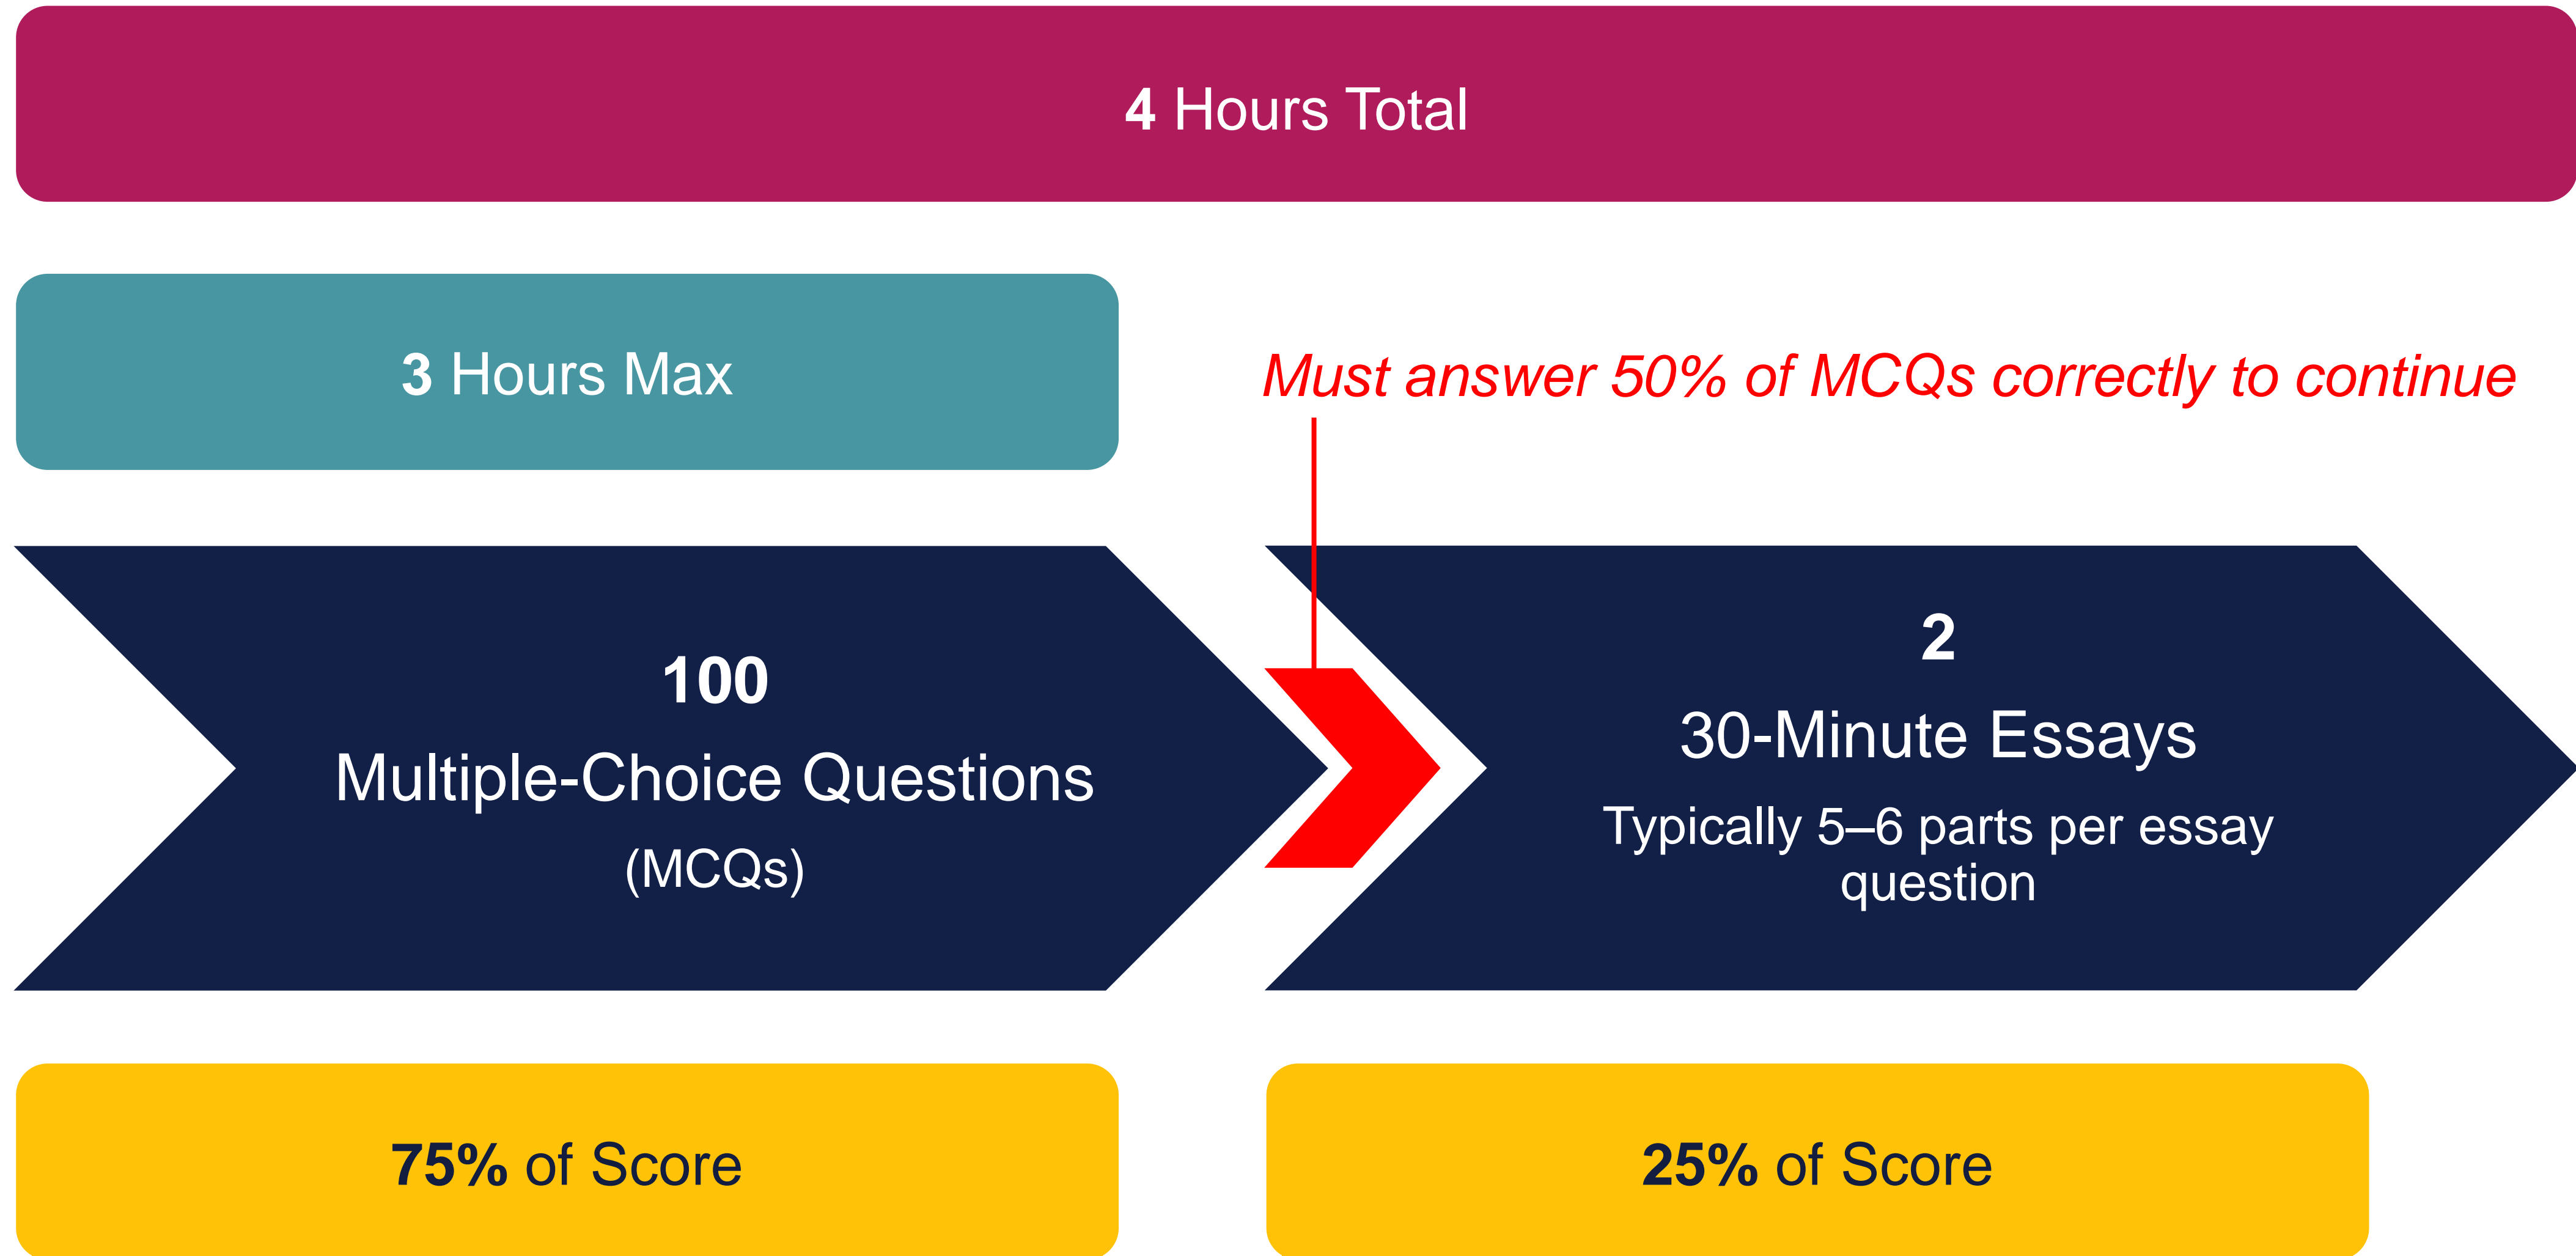 4 Hours Total
3 Hours Max
Must answer 50% of MCQs correctly to continue
100
Multiple-Choice Questions
(MCQs)
2
30-Minute Essays
Typically 5–6 parts per essay
question
75% of Score
25% of Score